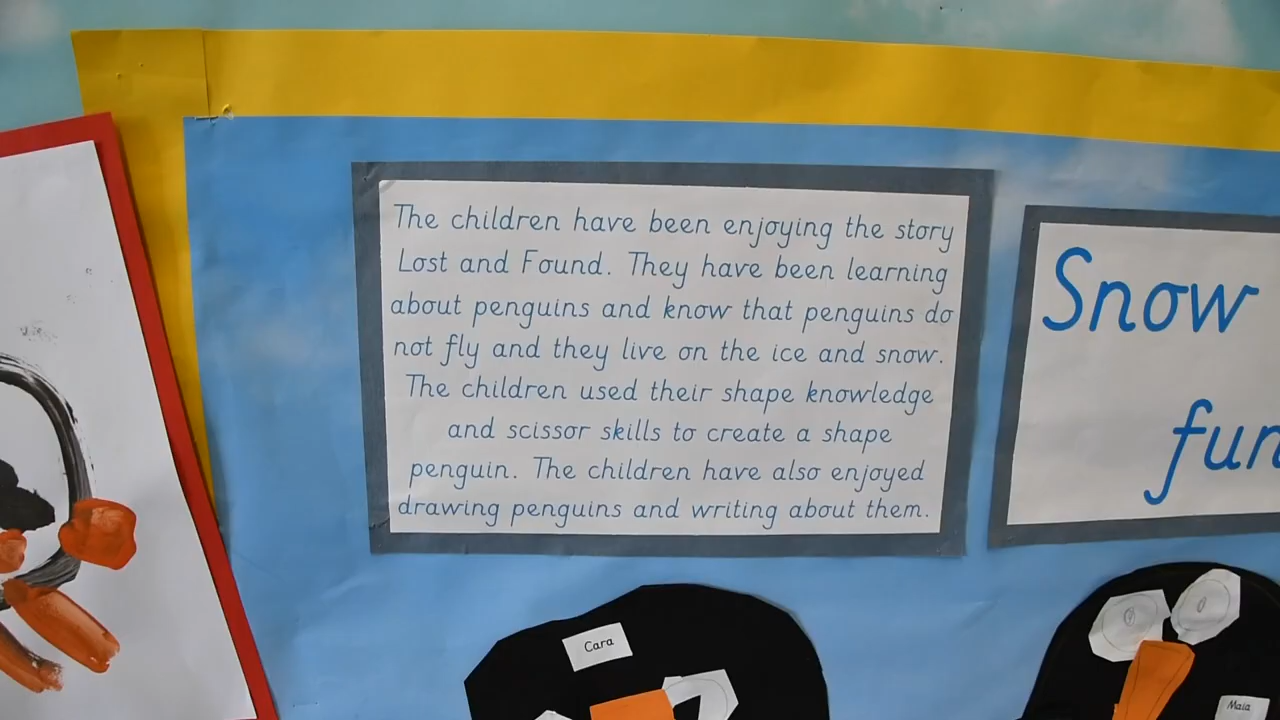 The children have been enjoying the story
Lost and Found. They have been learning
about penguins and know that penguins do
not fly and they live on the ice and snow.
The children used their shape knowledge
and scissor skills to create a shape
penguin. The children have also enjoyed
drawing penguins and writing about them.
Snow
fun
Cara
Maia